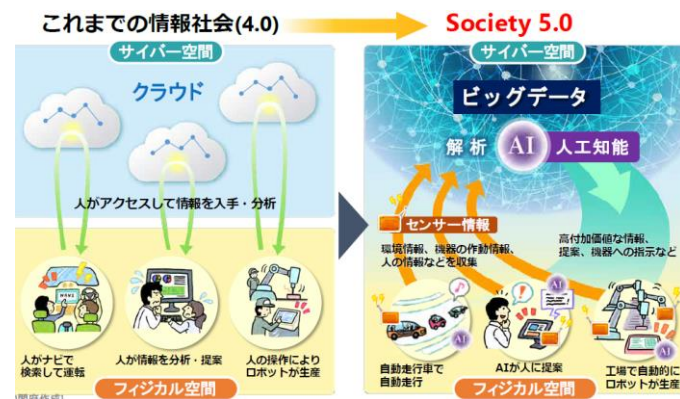 これまでの情報社会(4.0)
Society 5.0
サイバー空間
クラウド
人がアクセスして情報を入手・分析
人がナビで
検索して運転
人が情報を分析・提案
人の操作により
ロボットが生産
フィジカル空間
サイバー空間
ビッグデータ
解析 AI 人工知能
センサー情報
環境情報、機器の作動情報、
人の情報などを収集
高付加価値な情報、
提案、機器への指示など
AI
AI
AI
自動走行車で
自動走行
AIが人に提案
工場で自動的に
ロボットが生産
フィジカル空間